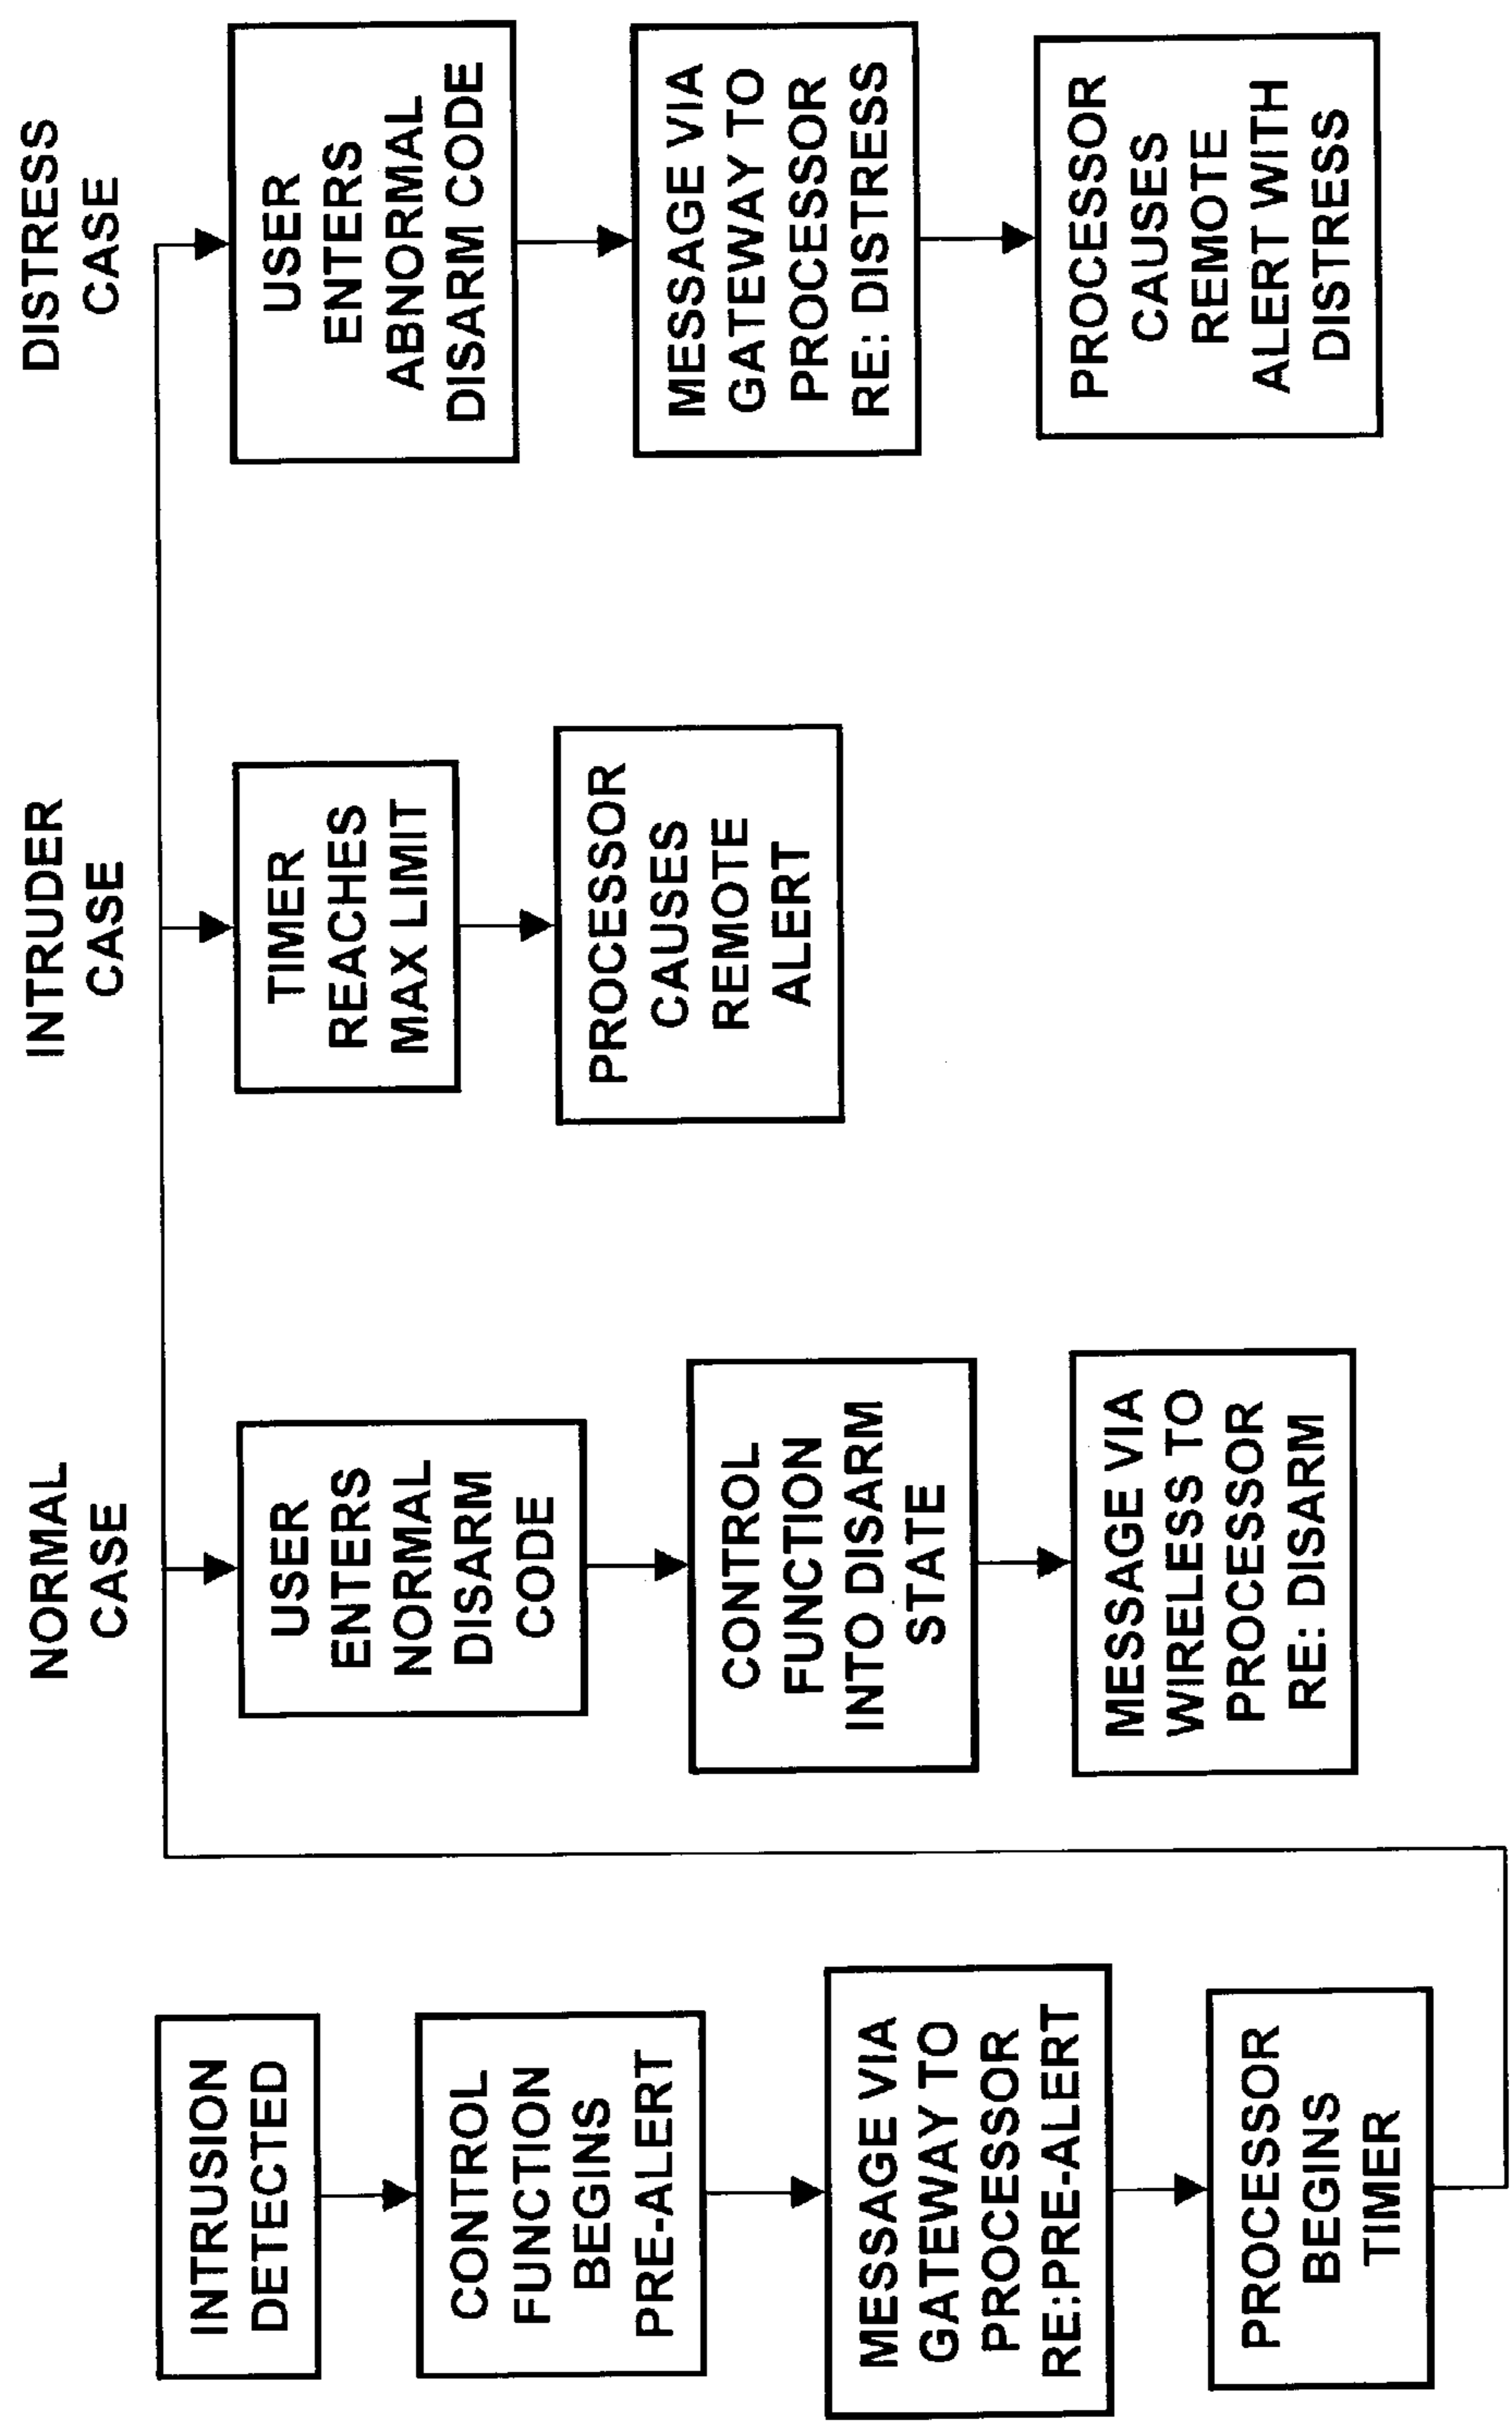 INTRUSION
DETECTED
CONTROL
FUNCTION
BEGINS
PRE-ALERT
MESSAGE VIA
GATEWAY TO
PROCESSOR
RE:PRE-ALERT
PROCESSOR
BEGINS
TIMER
NORMAL
CASE
USER
ENTERS
NORMAL
DISARM
CODE
CONTROL
FUNCTION
INTO DISARM
STATE
MESSAGE VIA
WIRELESS TO
PROCESSOR
RE: DISARM
INTRUDER
CASE
TIMER
REACHES
MAX LIMIT
PROCESSOR
CAUSES
REMOTE
ALERT
DISTRESS
CASE
USER
ENTERS
ABNORMAL
DISARM CODE
MESSAGE VIA
GATEWAY TO
PROCESSOR
RE: DISTRESS
PROCESSOR
CAUSES
REMOTE
ALERT WITH
DISTRESS